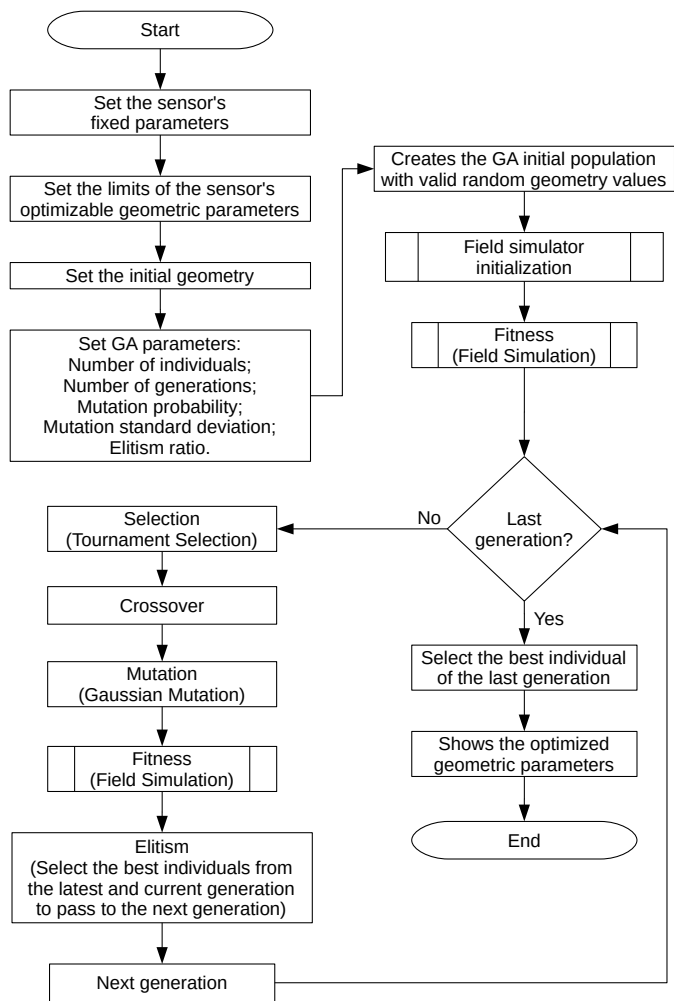 Start
Set the sensor's
fixed parameters
Set the limits of the sensor's
optimizable geometric parameters
Set the initial geometry
Set GA parameters:
Number of individuals;
Number of generations;
Mutation probability;
Mutation standard deviation;
Elitism ratio.
Creates the GA initial population
with valid random geometry values
Field simulator
initialization
Fitness
(Field Simulation)
Last
generation?
No
Yes
Selection
(Tournament Selection)
Crossover
Mutation
(Gaussian Mutation)
Fitness
(Field Simulation)
Elitism
(Select the best individuals from
the latest and current generation
to pass to the next generation)
Next generation
Select the best individual
of the last generation
Shows the optimized
geometric parameters
End